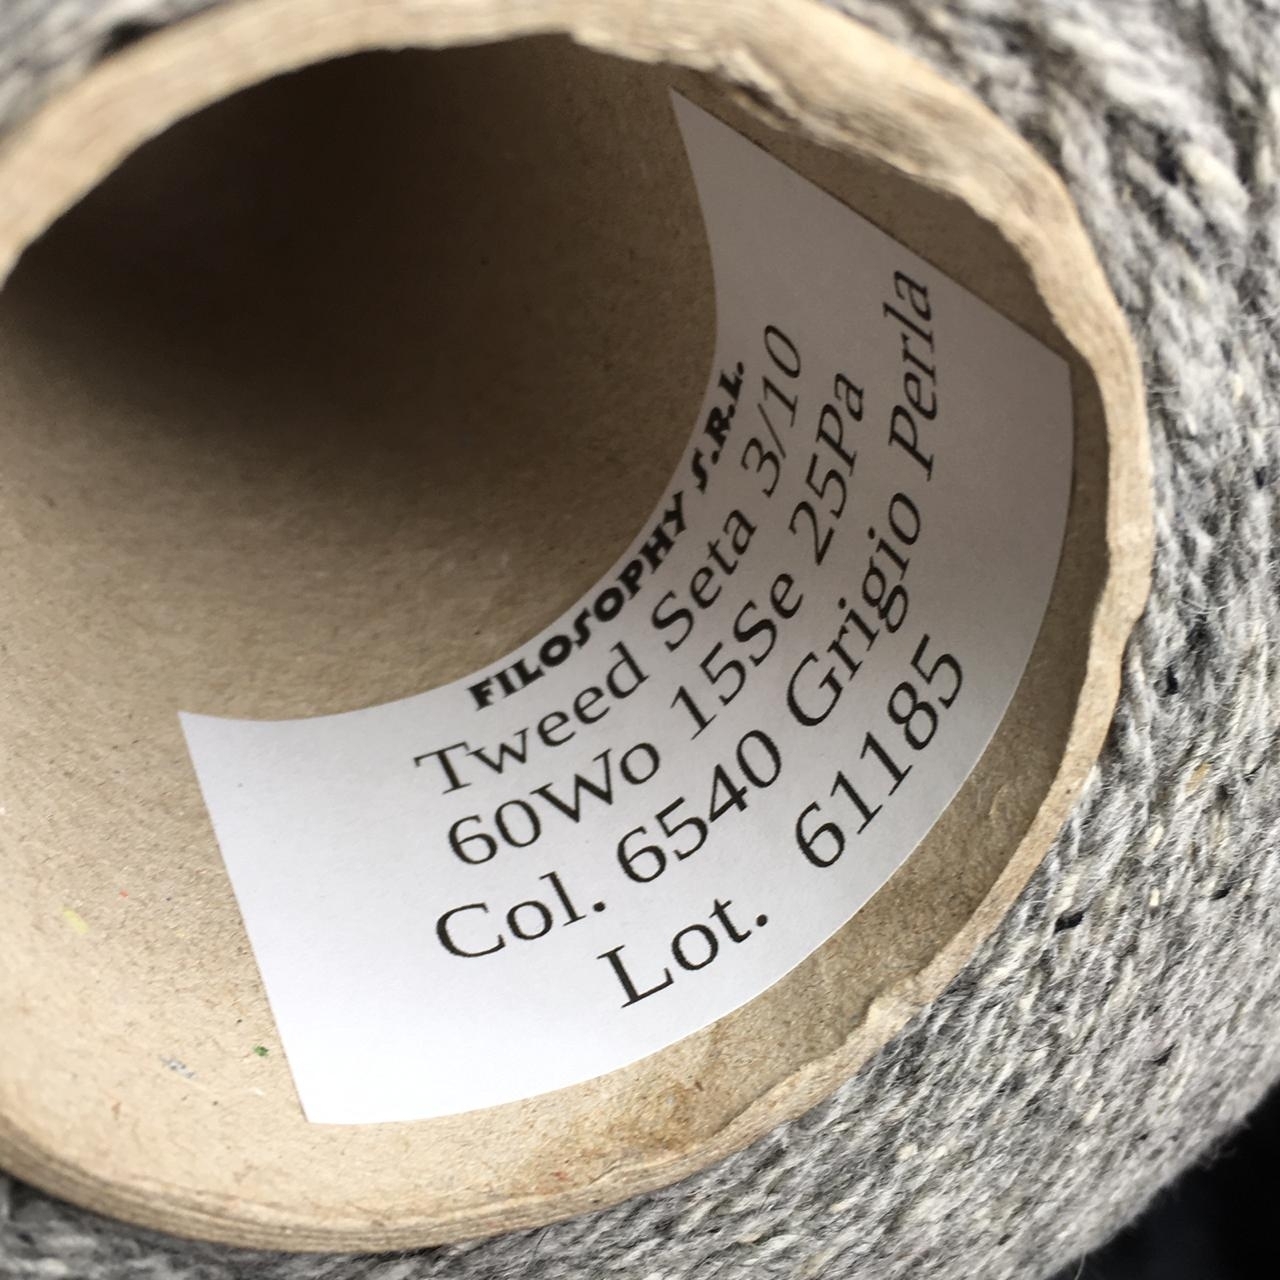 FILOSOPHY S.R.L.
Tweed Seta 3/10
60Wo 15Se 25Pa
Col. 6540 Grigio Perla
Lot. 61185